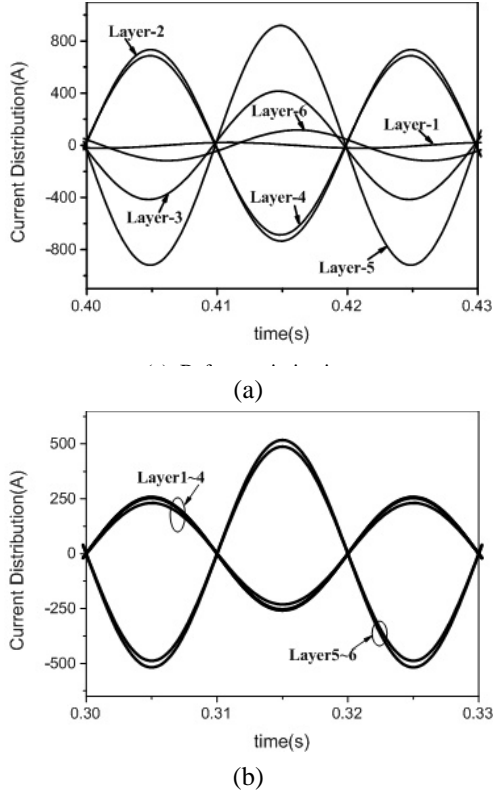 800
400
0
-400
-800
Current Distribution(A)
Layer-2
Layer-6
Layer-1
Layer-3
Layer-4
Layer-5
0.40
0.41
0.42
0.43
time(s)
(a)
500
250
0
-250
-500
Current Distribution(A)
Layer1~4
Layer5~6
0.30
0.31
0.32
0.33
time(s)
(b)